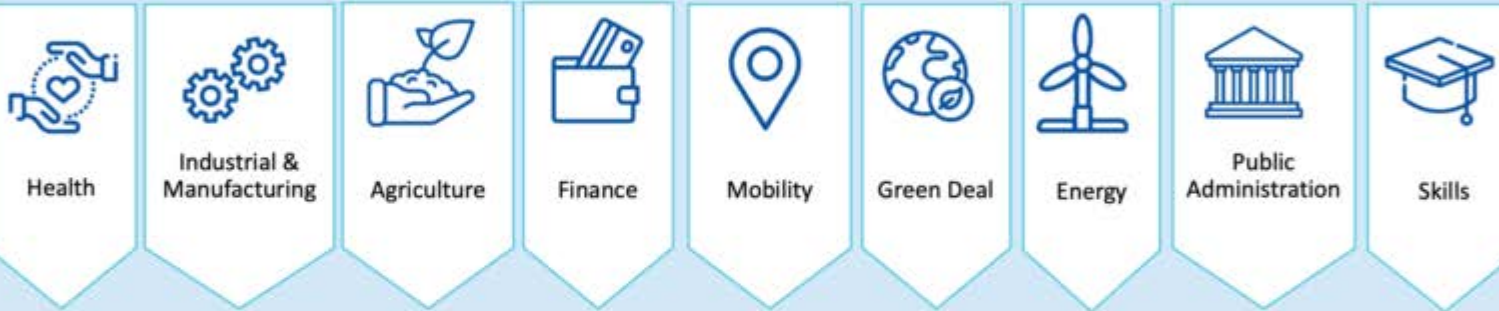 Health
Industrial &
Manufacturing
Agriculture
Finance
Mobility
Green Deal
Energy
Public
Administration
Skills